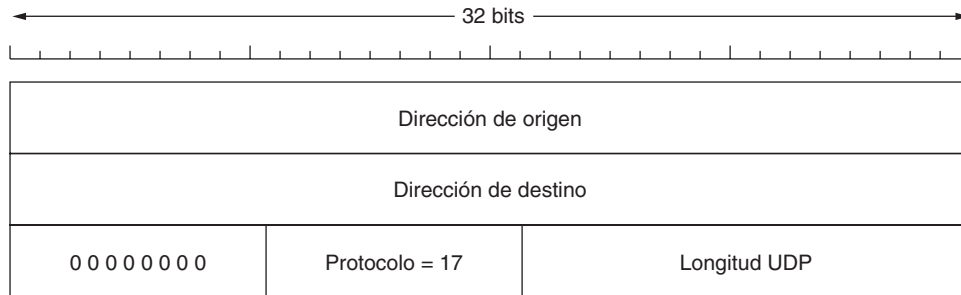 32 bits
Dirección de origen
Dirección de destino
0 0 0 0 0 0 0 0 Protocolo = 17 Longitud UDP